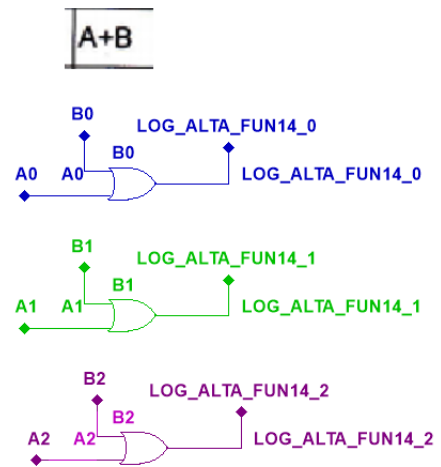 A+B
B0 LOG_ALTA_FUN14_0
B0
A0 A0 LOG_ALTA_FUN14_0
B1 LOG_ALTA_FUN14_1
B1
A1 A1 LOG_ALTA_FUN14_1
B2 LOG_ALTA_FUN14_2
B2
A2 A2 LOG_ALTA_FUN14_2